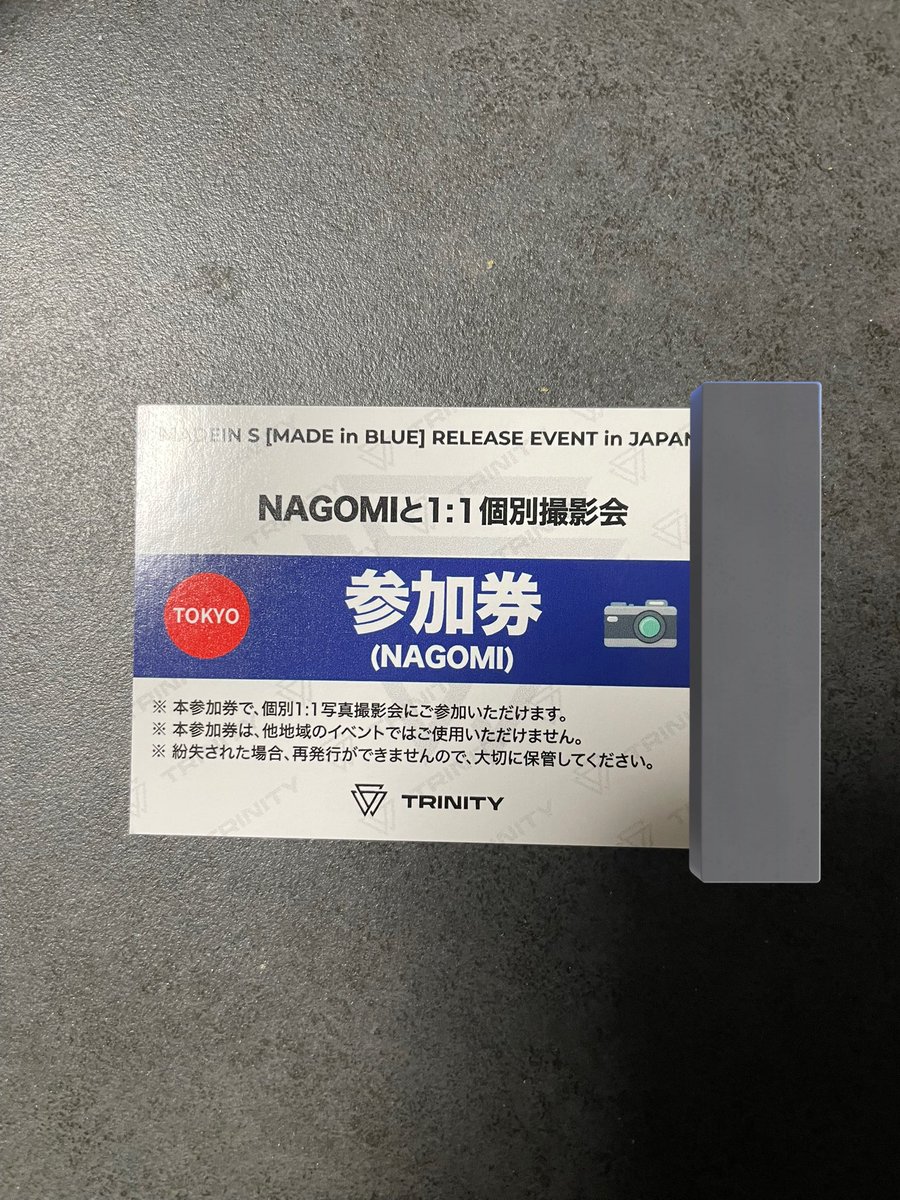 MADEIN S [MADE in BLUE] RELEASE EVENT in JAPAN
NAGOMIと1:1個別撮影会
TOKYO
参加券
(NAGOMI)
※ 本参加券で、個別1:1写真撮影会にご参加いただけます。
※ 本参加券は、他地域のイベントではご使用いただけません。
※ 紛失された場合、再発行ができませんので、大切に保管してください。
TRINITY